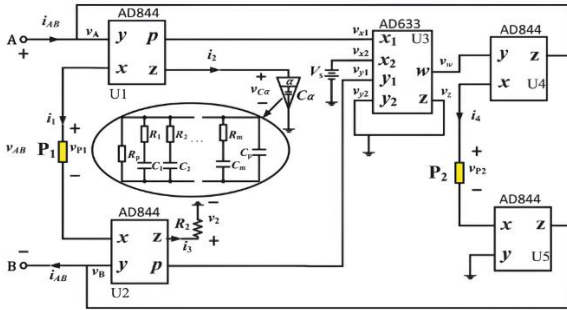 AD844
AD633
AD844
A
+
i_AB
v_A
y
p
x
z
U1
i_2
v_x1
v_x2
v_y1
v_y2
V_s
x_1
x_2
y_1
y_2
U3
w
z
v_w
v_z
y
x
U4
+
v_Cα
−
α
Cα
i_1
+
P_1
v_P1
−
v_AB
R_p
R_1
R_2
...
R_m
C_1
C_2
C_m
C_p
i_4
+
P_2
v_P2
−
AD844
R_2
−
v_2
+
i_3
AD844
x
z
y
p
U2
−
B
i_AB
v_B
x
y
U5